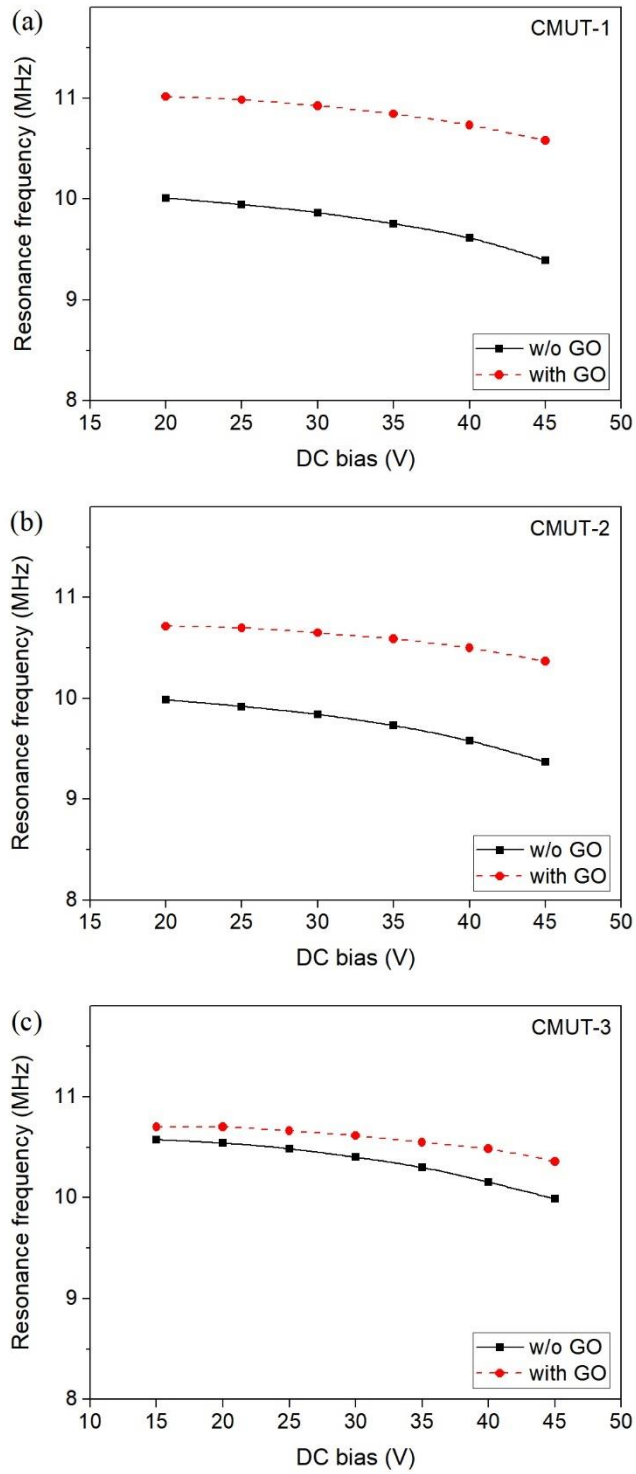 (a)
CMUT-1
Resonance frequency (MHz)
11
10
9
8
w/o GO
with GO
15 20 25 30 35 40 45 50
DC bias (V)
(b)
CMUT-2
Resonance frequency (MHz)
11
10
9
8
w/o GO
with GO
15 20 25 30 35 40 45 50
DC bias (V)
(c)
CMUT-3
Resonance frequency (MHz)
11
10
9
8
w/o GO
with GO
10 15 20 25 30 35 40 45 50
DC bias (V)